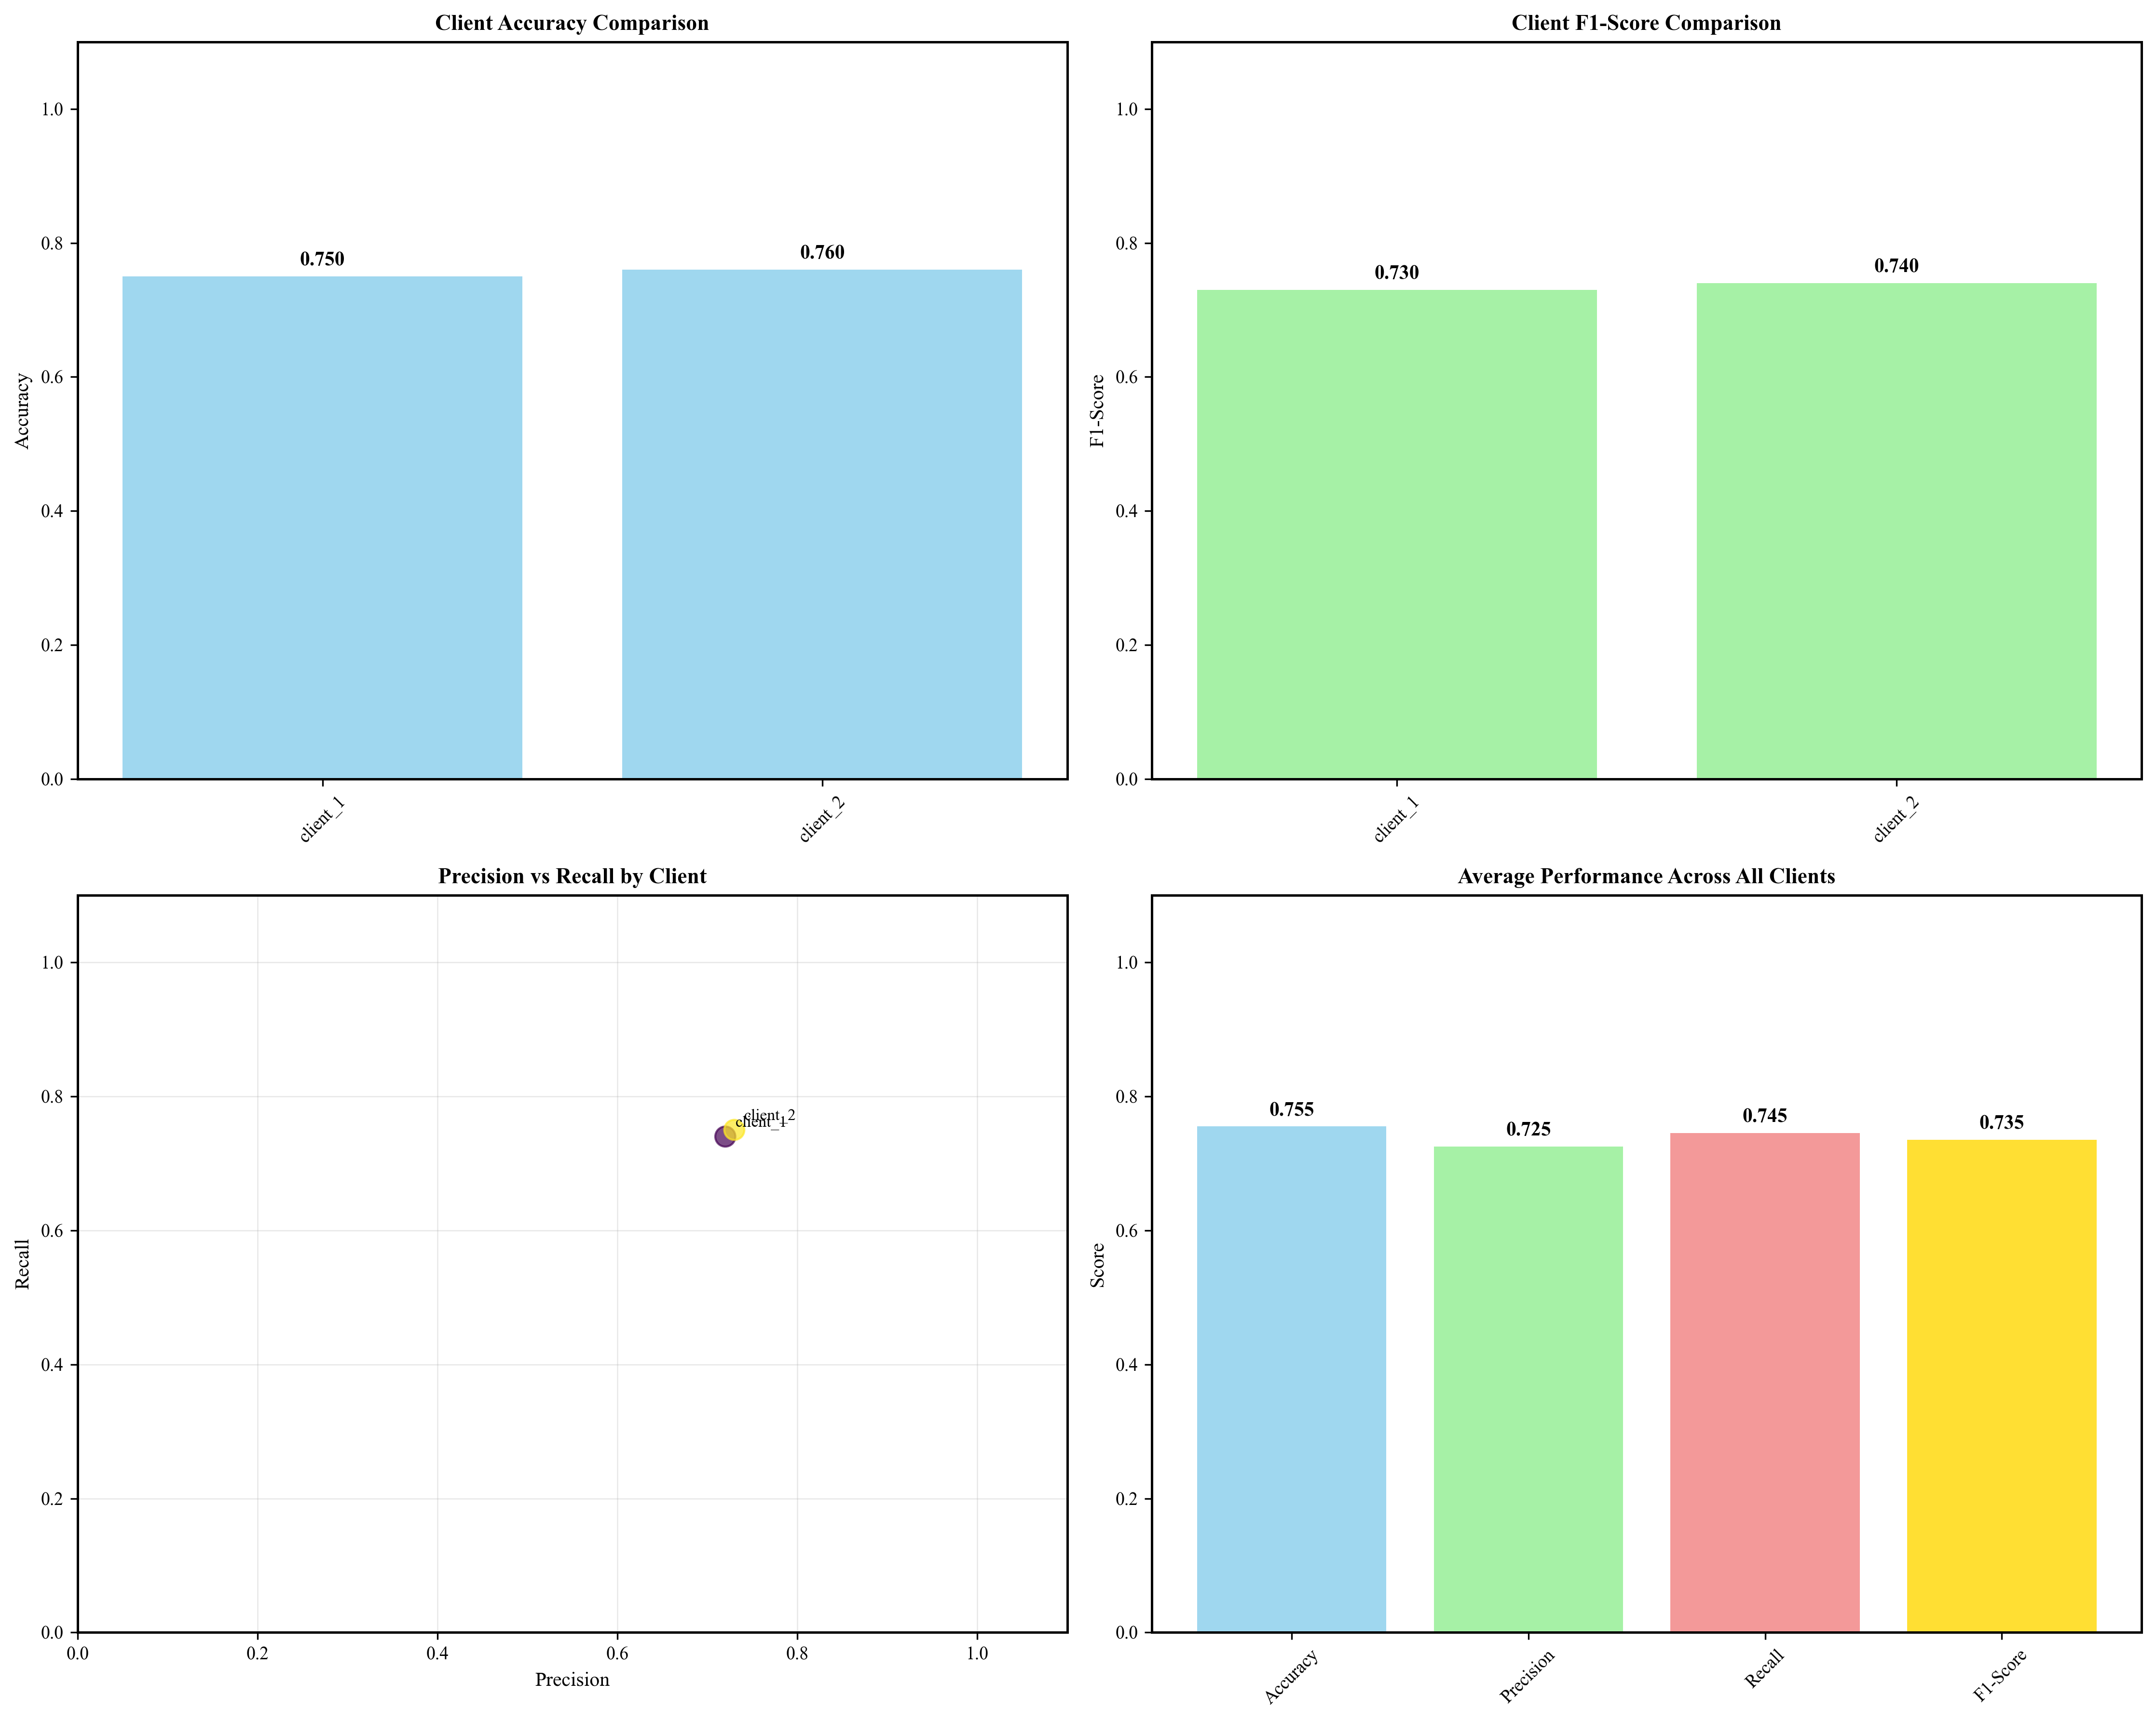 Client Accuracy Comparison
Accuracy
1.0
0.8
0.6
0.4
0.2
0.0
0.750
0.760
client_1
client_2
Client F1-Score Comparison
F1-Score
1.0
0.8
0.6
0.4
0.2
0.0
0.730
0.740
client_1
client_2
Precision vs Recall by Client
Recall
1.0
0.8
0.6
0.4
0.2
0.0
client_2
client_1
0.0 0.2 0.4 0.6 0.8 1.0
Precision
Average Performance Across All Clients
Score
1.0
0.8
0.6
0.4
0.2
0.0
0.755
0.725
0.745
0.735
Accuracy
Precision
Recall
F1-Score